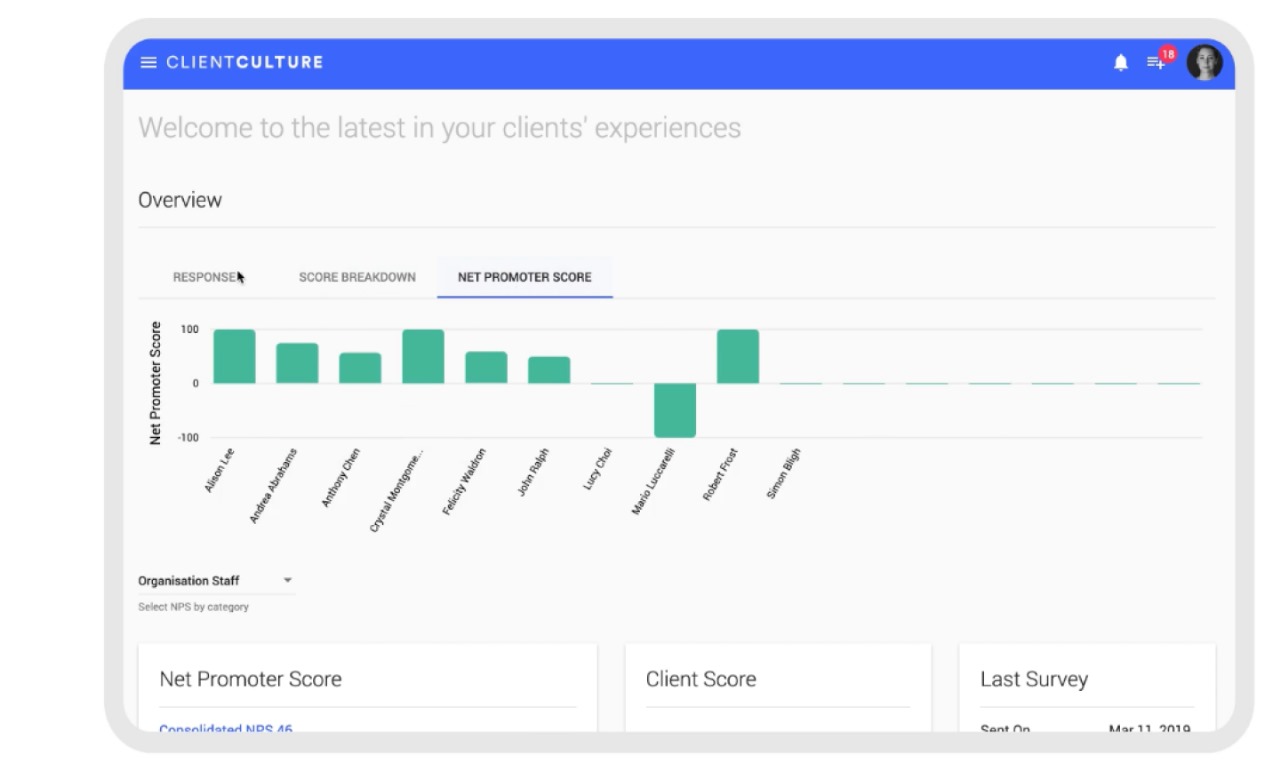 CLIENTCULTURE
18
Welcome to the latest in your clients' experiences
Overview
RESPONSE SCORE BREAKDOWN NET PROMOTER SCORE
Net Promoter Score
100
0
-100
Alison Lee
Andrea Abrahams
Anthony Chen
Crystal Montgome...
Felicity Waldron
John Ralph
Lucy Choi
Mario Luccarelli
Robert Frost
Simon Bligh
Organisation Staff
Select NPS by category
Net Promoter Score
Consolidated NPS 46
Client Score
Last Survey
Sent On Mar 11, 2019